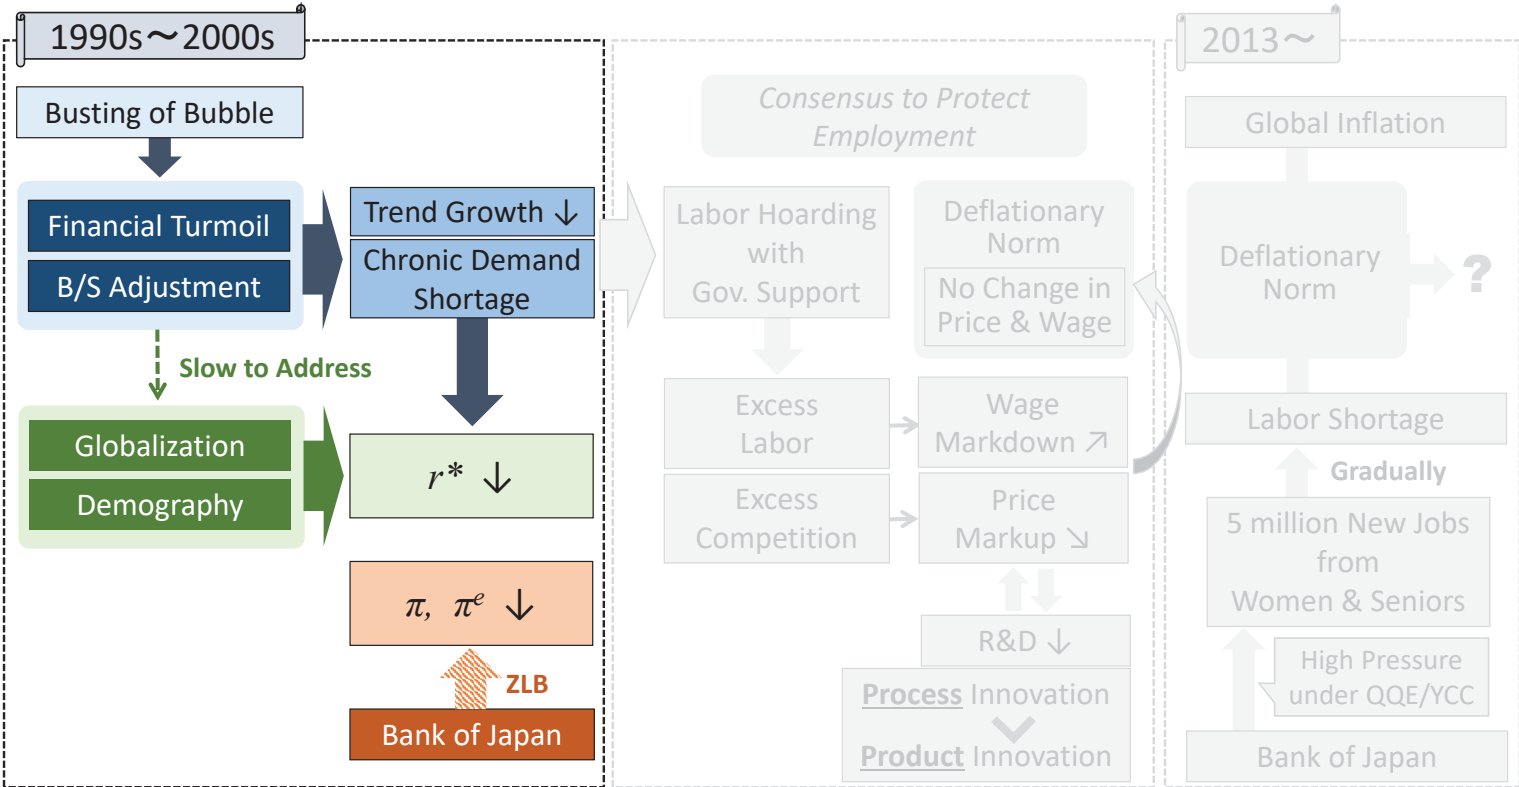 1990s～2000s
Busting of Bubble
Financial Turmoil
B/S Adjustment
Trend Growth ↓
Chronic Demand
Shortage
Slow to Address
Globalization
Demography
r* ↓
π, πᵉ ↓
ZLB
Bank of Japan
Consensus to Protect
Employment
Labor Hoarding
with
Gov. Support
Deflationary
Norm
No Change in
Price & Wage
Excess
Labor
Wage
Markdown ↗
Excess
Competition
Price
Markup ↘
R&D ↓
Process Innovation
Product Innovation
2013～
Global Inflation
Deflationary
Norm
?
Labor Shortage
Gradually
5 million New Jobs
from
Women & Seniors
High Pressure
under QQE/YCC
Bank of Japan